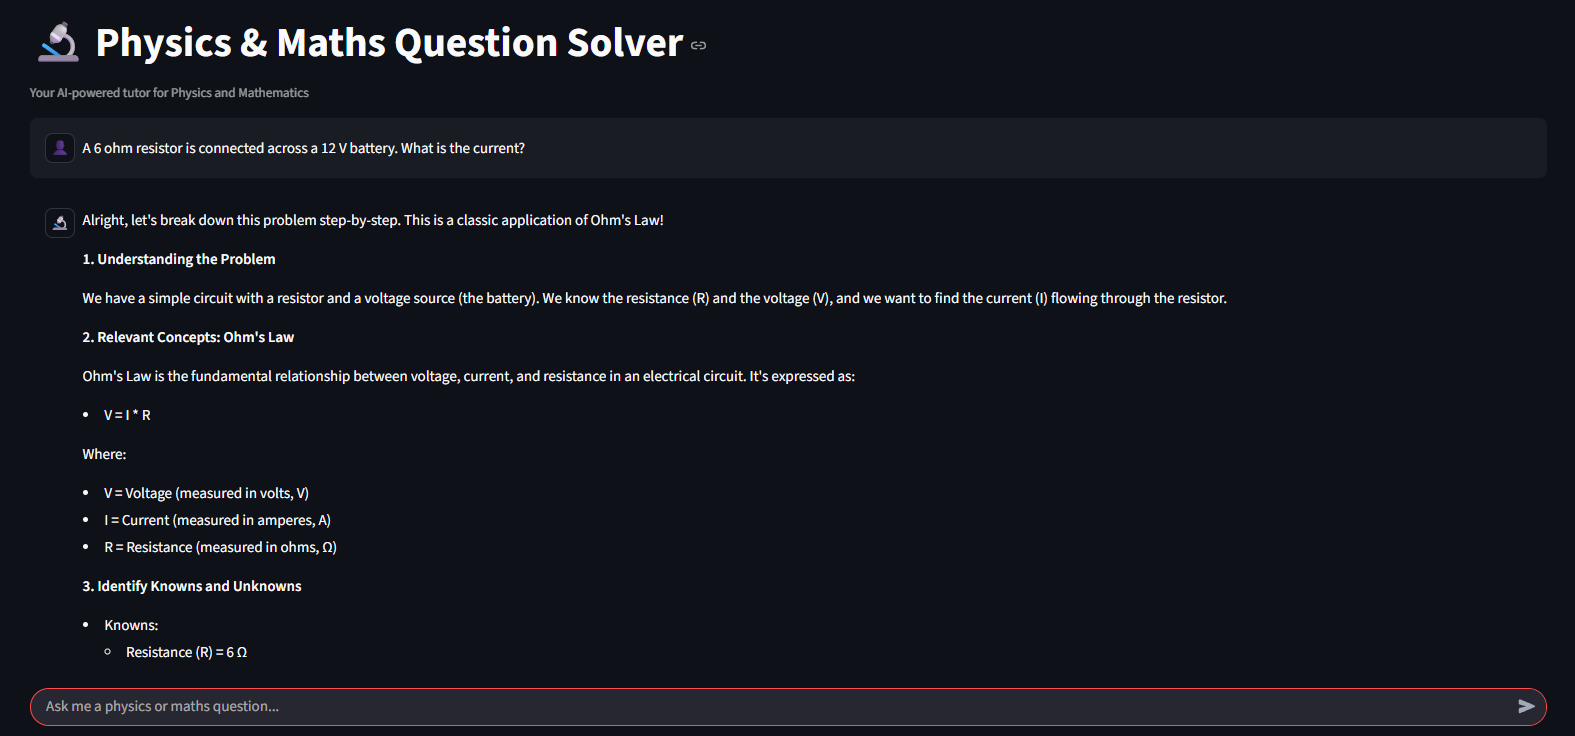 Physics & Maths Question Solver
Your AI-powered tutor for Physics and Mathematics
A 6 ohm resistor is connected across a 12 V battery. What is the current?
Alright, let's break down this problem step-by-step. This is a classic application of Ohm's Law!
1. Understanding the Problem
We have a simple circuit with a resistor and a voltage source (the battery). We know the resistance (R) and the voltage (V), and we want to find the current (I) flowing through the resistor.
2. Relevant Concepts: Ohm's Law
Ohm's Law is the fundamental relationship between voltage, current, and resistance in an electrical circuit. It's expressed as:
• V = I * R
Where:
• V = Voltage (measured in volts, V)
• I = Current (measured in amperes, A)
• R = Resistance (measured in ohms, Ω)
3. Identify Knowns and Unknowns
• Knowns:
◦ Resistance (R) = 6 Ω
Ask me a physics or maths question...